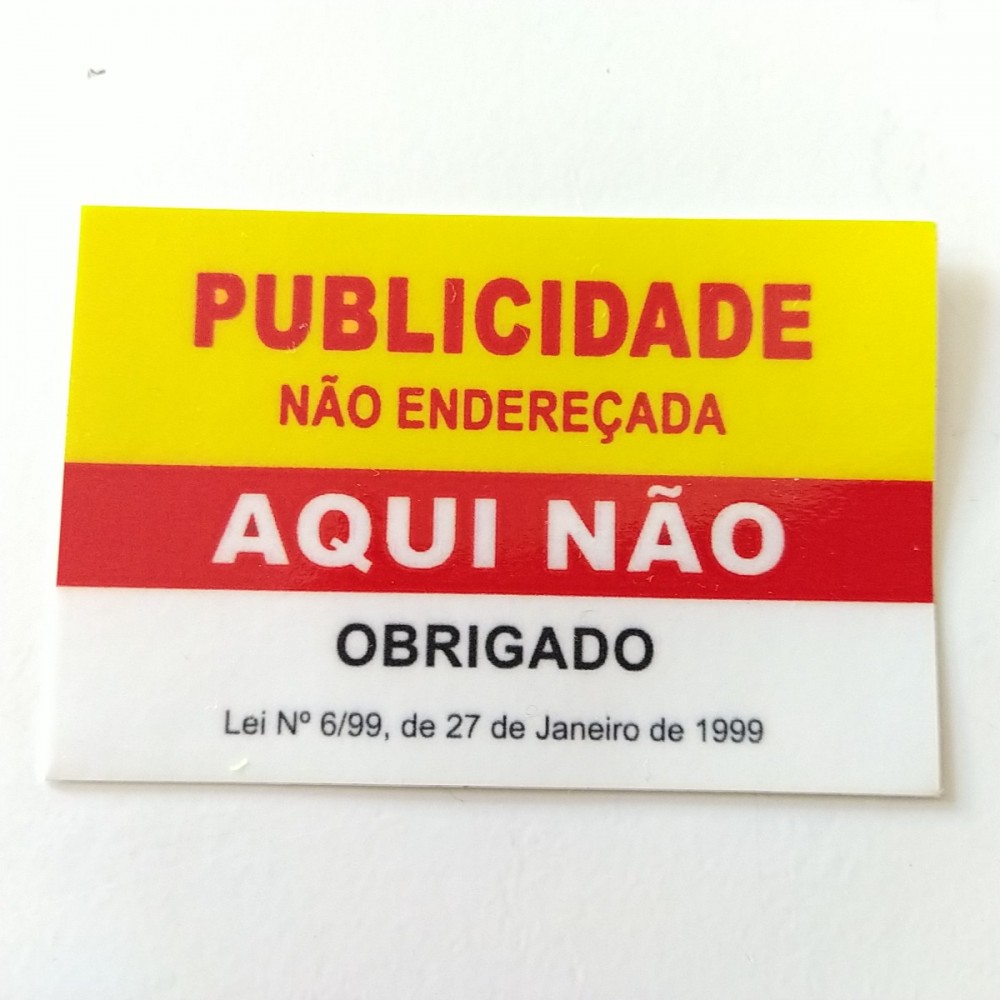 PUBLICIDADE
NÃO ENDEREÇADA
AQUI NÃO
OBRIGADO
Lei Nº 6/99, de 27 de Janeiro de 1999